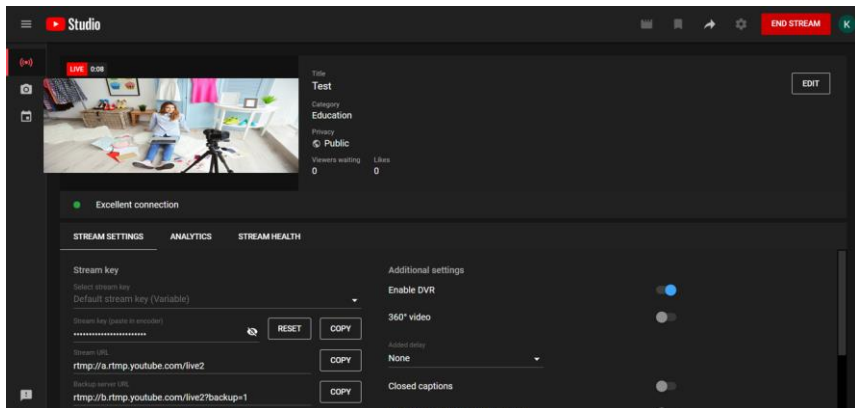 Studio
END STREAM
K
LIVE 0:08
Title
Test
EDIT
Category
Education
Privacy
Public
Viewers waiting Likes
0 0
Excellent connection
STREAM SETTINGS ANALYTICS STREAM HEALTH
Stream key
Additional settings
Select stream key
Default stream key (Variable)
Enable DVR
Stream key (paste in encoder)
RESET COPY
360° video
Stream URL
rtmp://a.rtmp.youtube.com/live2
COPY
Added delay
None
Backup server URL
rtmp://b.rtmp.youtube.com/live2?backup=1
COPY
Closed captions